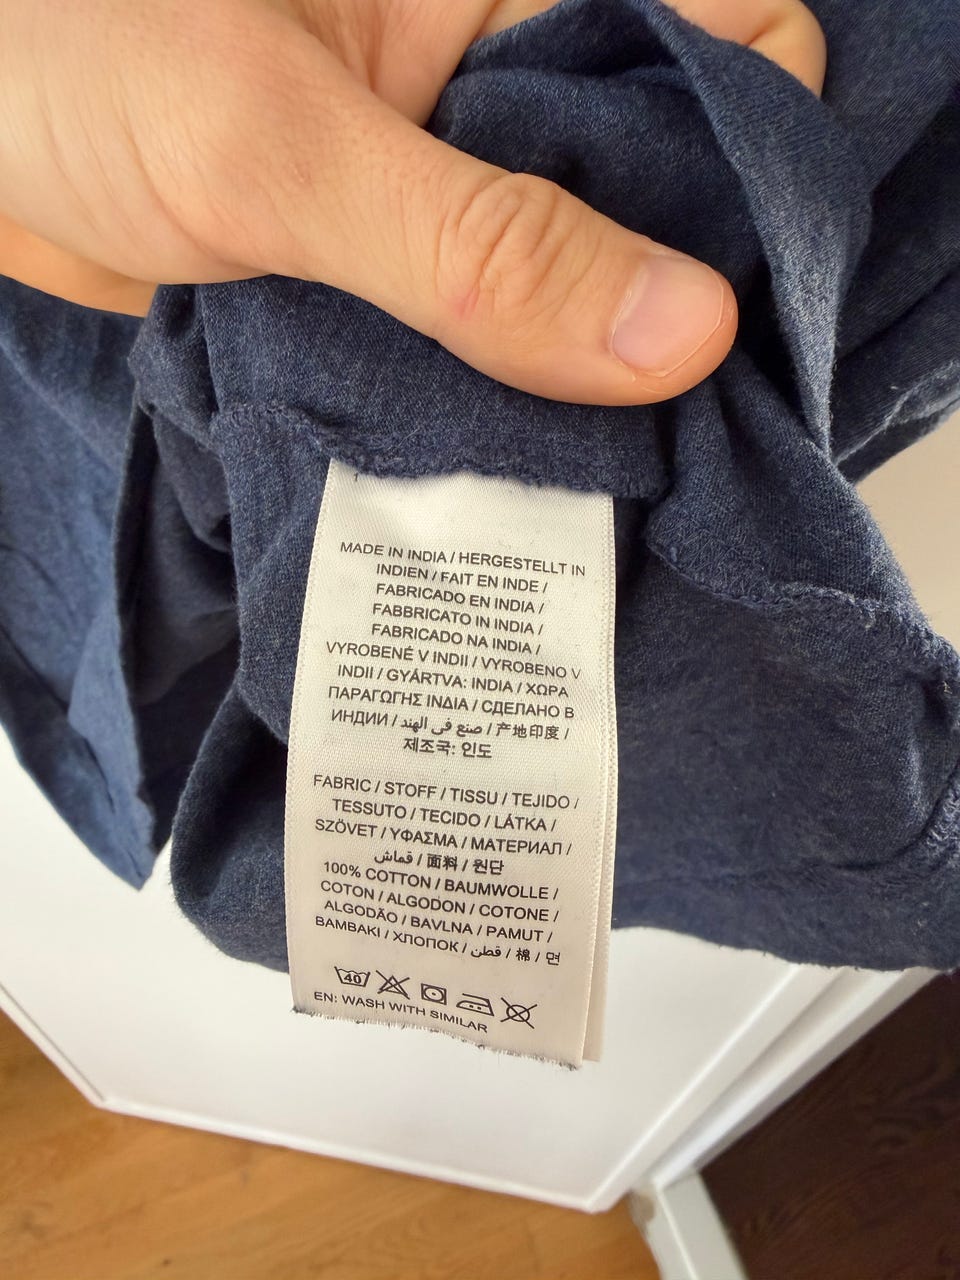 MADE IN INDIA / HERGESTELLT IN
INDIEN / FAIT EN INDE /
FABRICADO EN INDIA /
FABBRICATO IN INDIA /
FABRICADO NA INDIA /
VYROBENÉ V INDII / VYROBENO V
INDII / GYÁRTVA: INDIA / ΧΩΡΑ
ΠΑΡΑΓΩΓΗΣ ΙΝΔΙΑ / СДЕЛАНО В
ИНДИИ / صنع في الهند / 产地印度 /
제조국: 인도
FABRIC / STOFF / TISSU / TEJIDO /
TESSUTO / TECIDO / LÁTKA /
SZÖVET / ΥΦΑΣΜΑ / МАТЕРИАЛ /
قماش / 面料 / 원단
100% COTTON / BAUMWOLLE /
COTON / ALGODON / COTONE /
ALGODÃO / BAVLNA / PAMUT /
BAMBAKI / ХЛОПОК / قطن / 棉 / 면
40
EN: WASH WITH SIMILAR